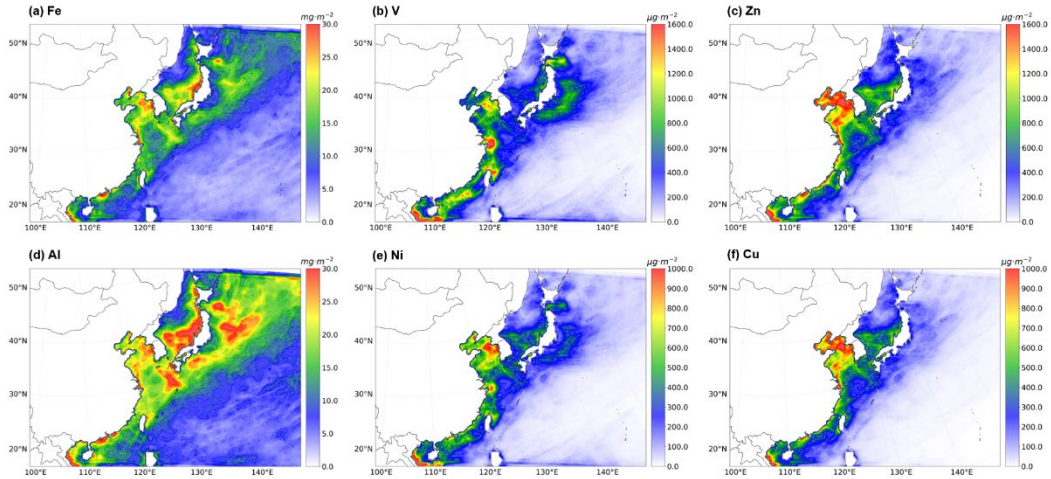 (a) Fe
mg·m⁻²
50°N
40°N
30°N
20°N
100°E
110°E
120°E
130°E
140°E
30.0
25.0
20.0
15.0
10.0
5.0
0.0
(b) V
μg·m⁻²
50°N
40°N
30°N
20°N
100°E
110°E
120°E
130°E
140°E
1600.0
1400.0
1200.0
1000.0
800.0
600.0
400.0
200.0
0.0
(c) Zn
μg·m⁻²
50°N
40°N
30°N
20°N
100°E
110°E
120°E
130°E
140°E
1600.0
1400.0
1200.0
1000.0
800.0
600.0
400.0
200.0
0.0
(d) Al
mg·m⁻²
50°N
40°N
30°N
20°N
100°E
110°E
120°E
130°E
140°E
30.0
25.0
20.0
15.0
10.0
5.0
0.0
(e) Ni
μg·m⁻²
50°N
40°N
30°N
20°N
100°E
110°E
120°E
130°E
140°E
1000.0
900.0
800.0
700.0
600.0
500.0
400.0
300.0
200.0
100.0
0.0
(f) Cu
μg·m⁻²
50°N
40°N
30°N
20°N
100°E
110°E
120°E
130°E
140°E
1000.0
900.0
800.0
700.0
600.0
500.0
400.0
300.0
200.0
100.0
0.0